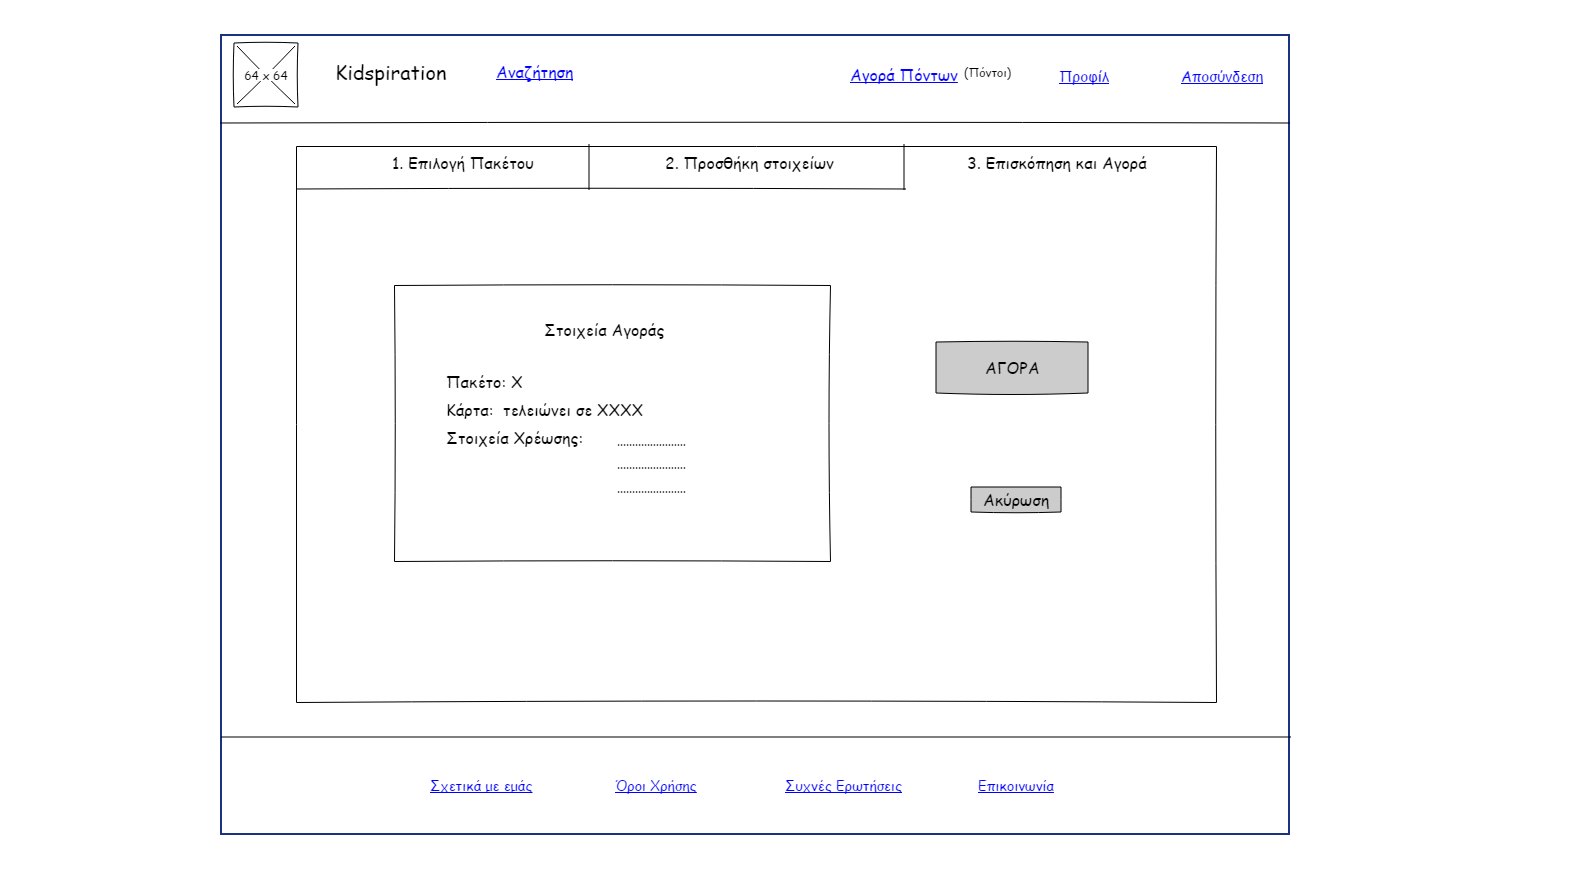 64 x 64
Kidspiration
Αναζήτηση
Αγορά Πόντων (Πόντοι)
Προφίλ
Αποσύνδεση
1. Επιλογή Πακέτου
2. Προσθήκη στοιχείων
3. Επισκόπηση και Αγορά
Στοιχεία Αγοράς
Πακέτο: Χ
Κάρτα: τελειώνει σε ΧΧΧΧ
Στοιχεία Χρέωσης: .......................
.......................
.......................
ΑΓΟΡΑ
Ακύρωση
Σχετικά με εμάς
Όροι Χρήσης
Συχνές Ερωτήσεις
Επικοινωνία